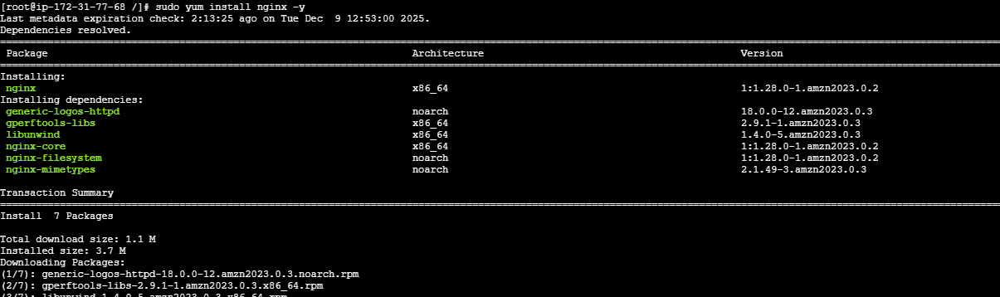 [root@ip-172-31-77-68 /]# sudo yum install nginx -y
Last metadata expiration check: 2:13:25 ago on Tue Dec  9 12:53:00 2025.
Dependencies resolved.
Package Architecture Version
Installing:
nginx x86_64 1:1.28.0-1.amzn2023.0.2
Installing dependencies:
generic-logos-httpd noarch 18.0.0-12.amzn2023.0.3
gperftools-libs x86_64 2.9.1-1.amzn2023.0.3
libunwind x86_64 1.4.0-5.amzn2023.0.3
nginx-core x86_64 1:1.28.0-1.amzn2023.0.2
nginx-filesystem noarch 1:1.28.0-1.amzn2023.0.2
nginx-mimetypes noarch 2.1.49-3.amzn2023.0.3
Transaction Summary
Install  7 Packages
Total download size: 1.1 M
Installed size: 3.7 M
Downloading Packages:
(1/7): generic-logos-httpd-18.0.0-12.amzn2023.0.3.noarch.rpm
(2/7): gperftools-libs-2.9.1-1.amzn2023.0.3.x86_64.rpm
(3/7): libunwind-1.4.0-5.amzn2023.0.3.x86_64.rpm